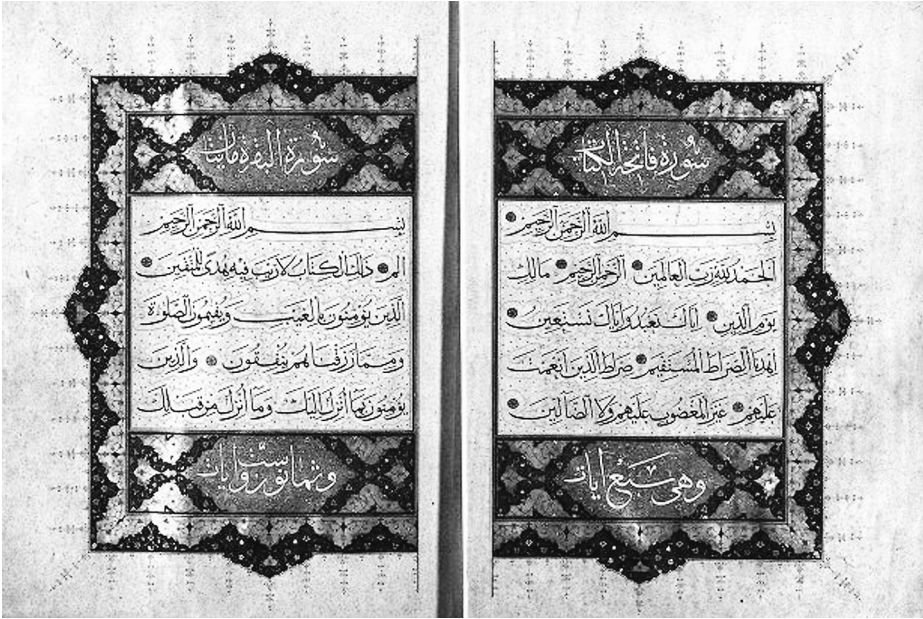 سورة فاتحة الكتاب
بسم الله الرحمن الرحيم
الحمد لله رب العالمين الرحمن الرحيم مالك
يوم الدين اياك نعبد واياك نستعين
اهدنا الصراط المستقيم صراط الذين انعمت
عليهم غير المغضوب عليهم ولا الضالين
وهي سبع ايات
سورة البقرة مائتان
بسم الله الرحمن الرحيم
الم ذلك الكتاب لا ريب فيه هدى للمتقين
الذين يؤمنون بالغيب ويقيمون الصلوة
ومما رزقناهم ينفقون والذين
يؤمنون بما انزل اليك وما انزل من قبلك
وثمانون وست ايات